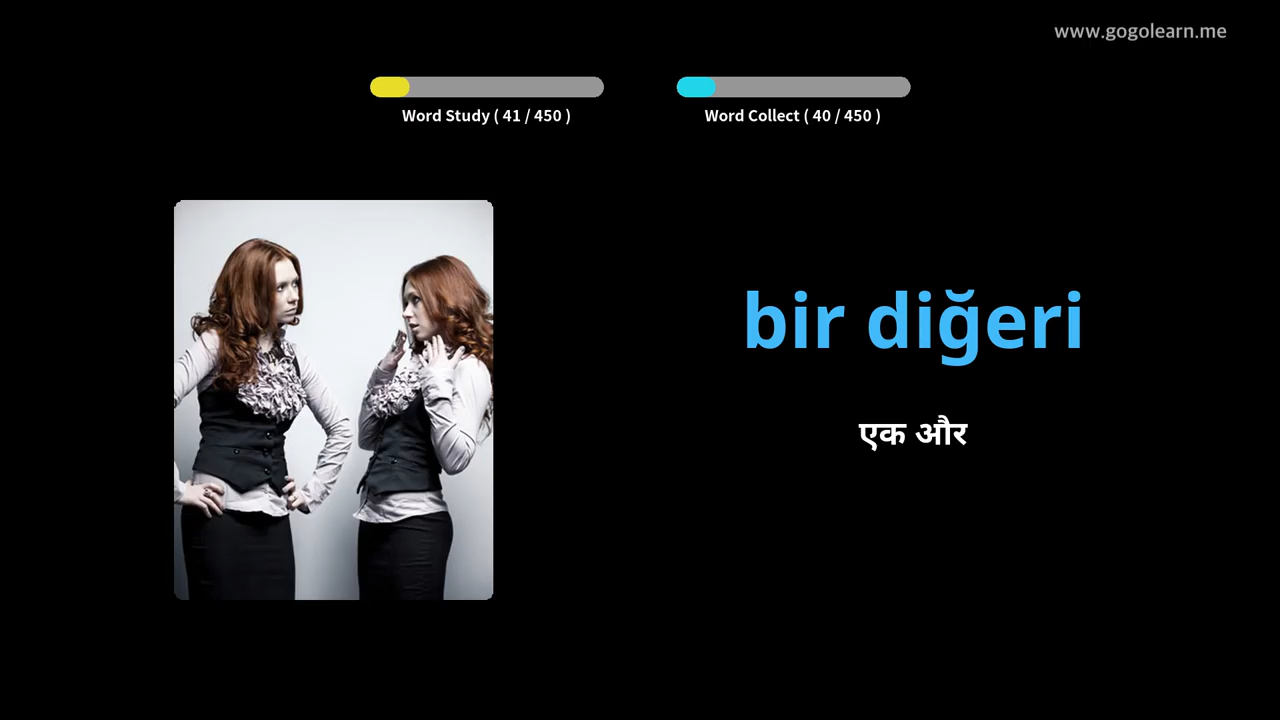 www.gogolearn.me
Word Study ( 41 / 450 )
Word Collect ( 40 / 450 )
bir diğeri
एक और